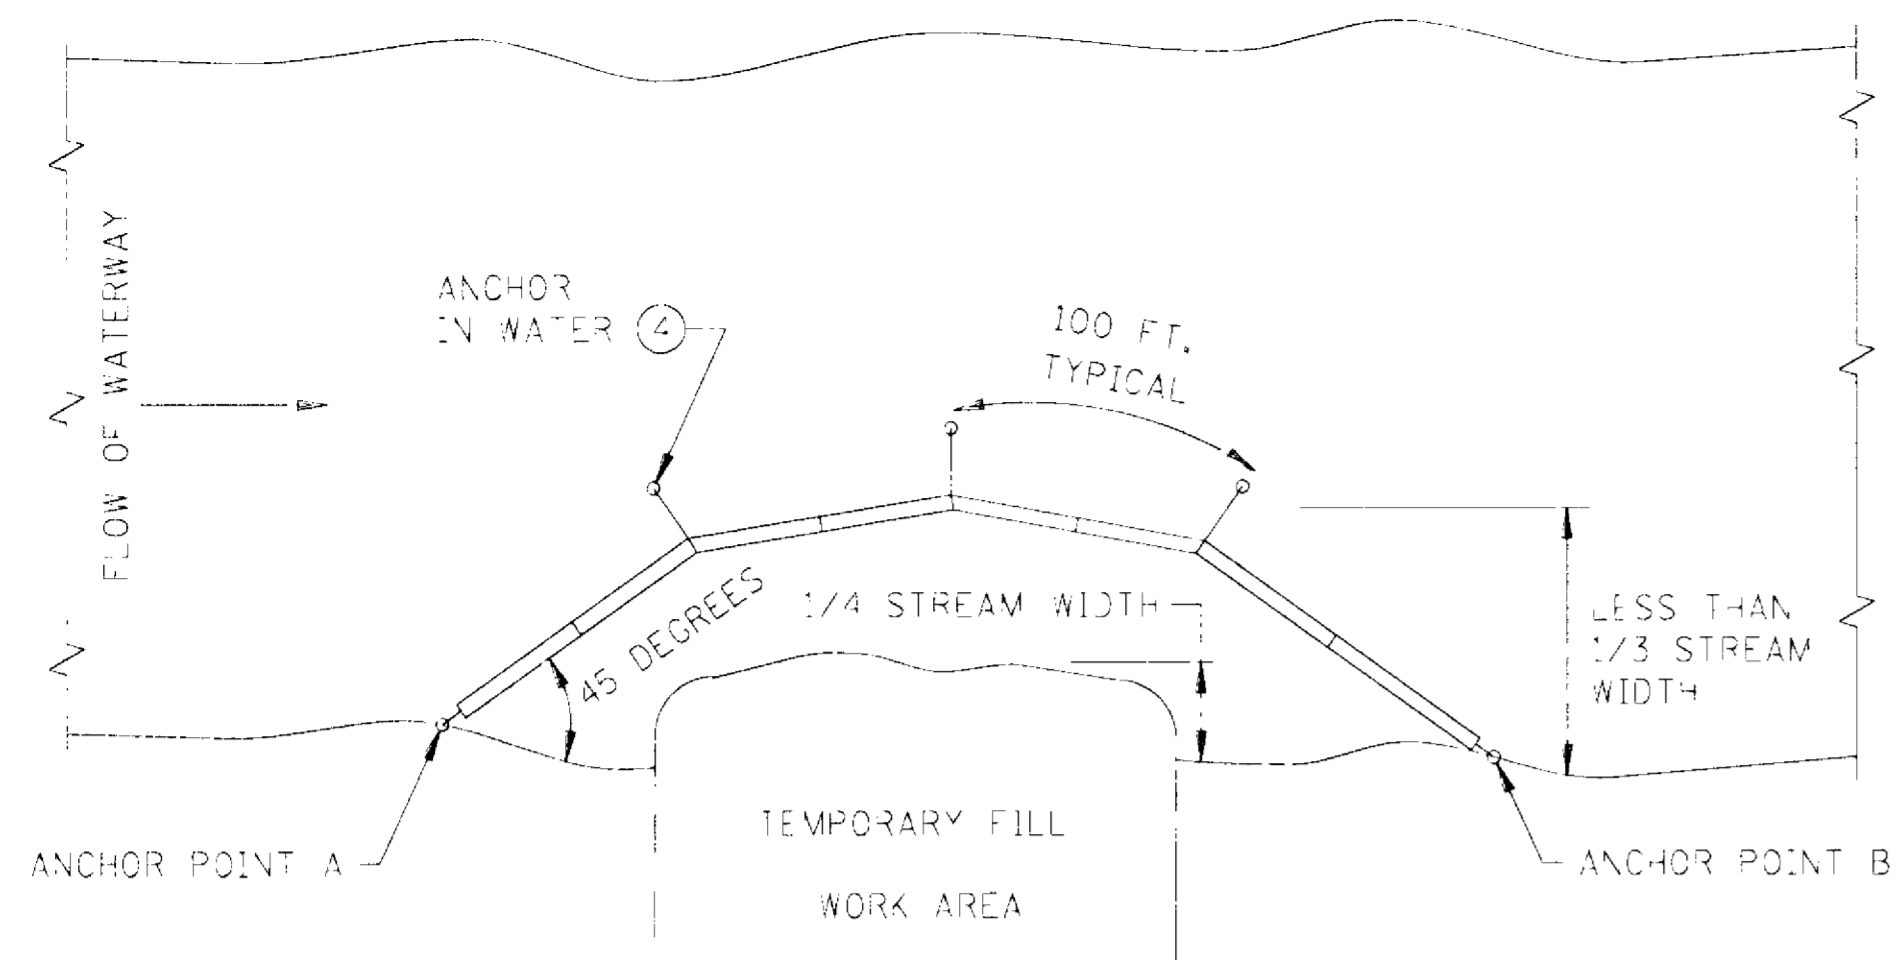 FLOW OF WATERWAY
ANCHOR
IN WATER 4
100 FT.
TYPICAL
45 DEGREES
1/4 STREAM WIDTH
LESS THAN
1/3 STREAM
WIDTH
ANCHOR POINT A
TEMPORARY FILL
WORK AREA
ANCHOR POINT B